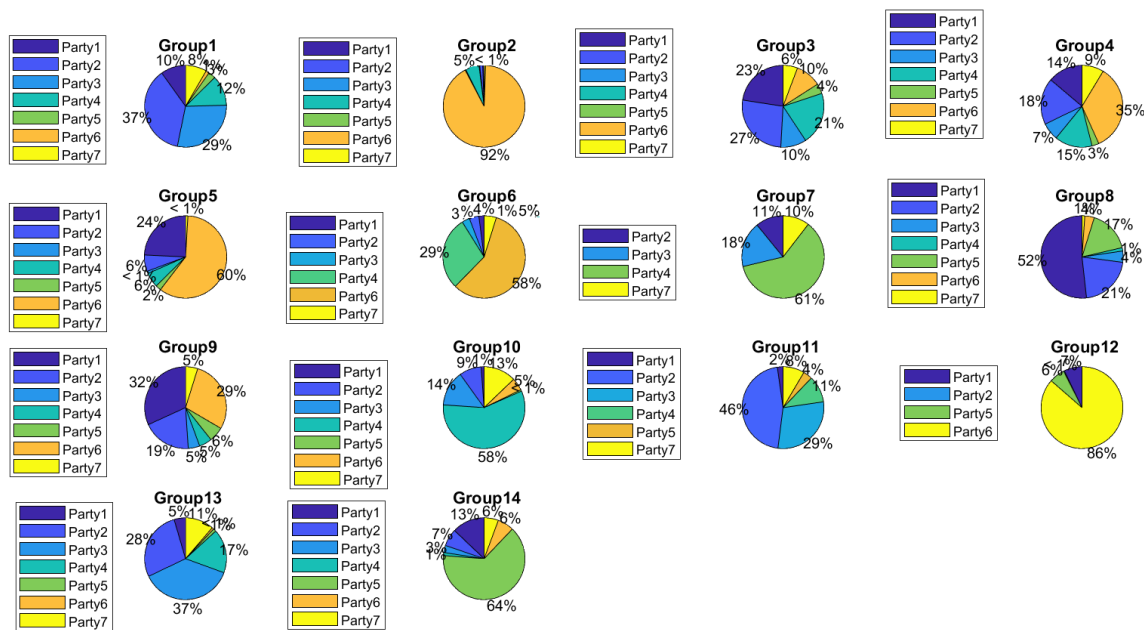 Group1
Party1
Party2
Party3
Party4
Party5
Party6
Party7
10%
37%
29%
12%
8%
Group2
Party1
Party2
Party3
Party4
Party5
Party6
Party7
5%
< 1%
92%
Group3
Party1
Party2
Party3
Party4
Party5
Party6
Party7
23%
27%
10%
21%
4%
10%
6%
Group4
Party1
Party2
Party3
Party4
Party5
Party6
Party7
14%
18%
7%
15%
3%
35%
9%
Group5
Party1
Party2
Party3
Party4
Party5
Party6
Party7
24%
6%
< 1%
6%
2%
60%
< 1%
Group6
Party1
Party2
Party3
Party4
Party6
Party7
4%
3%
29%
58%
1%
5%
Group7
Party2
Party3
Party4
Party7
11%
18%
61%
10%
Group8
Party1
Party2
Party3
Party4
Party5
Party6
Party7
52%
21%
4%
1%
17%
4%
1%
Group9
Party1
Party2
Party3
Party4
Party5
Party6
Party7
32%
19%
5%
5%
6%
29%
5%
Group10
Party1
Party2
Party3
Party4
Party5
Party6
Party7
1%
9%
14%
58%
< 1%
5%
13%
Group11
Party1
Party2
Party3
Party4
Party5
Party7
2%
46%
29%
11%
4%
8%
Group12
Party1
Party2
Party5
Party6
7%
6%
86%
Group13
Party1
Party2
Party3
Party4
Party5
Party6
Party7
5%
28%
37%
17%
11%
Group14
Party1
Party2
Party3
Party4
Party5
Party6
Party7
13%
7%
3%
1%
64%
6%
6%